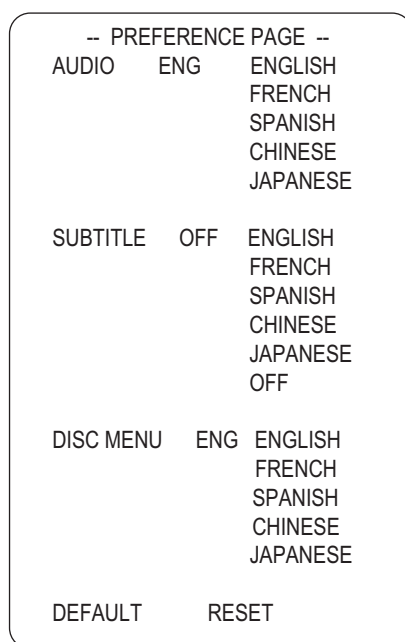 -- PREFERENCE PAGE --
AUDIO ENG ENGLISH
FRENCH
SPANISH
CHINESE
JAPANESE
SUBTITLE OFF ENGLISH
FRENCH
SPANISH
CHINESE
JAPANESE
OFF
DISC MENU ENG ENGLISH
FRENCH
SPANISH
CHINESE
JAPANESE
DEFAULT RESET